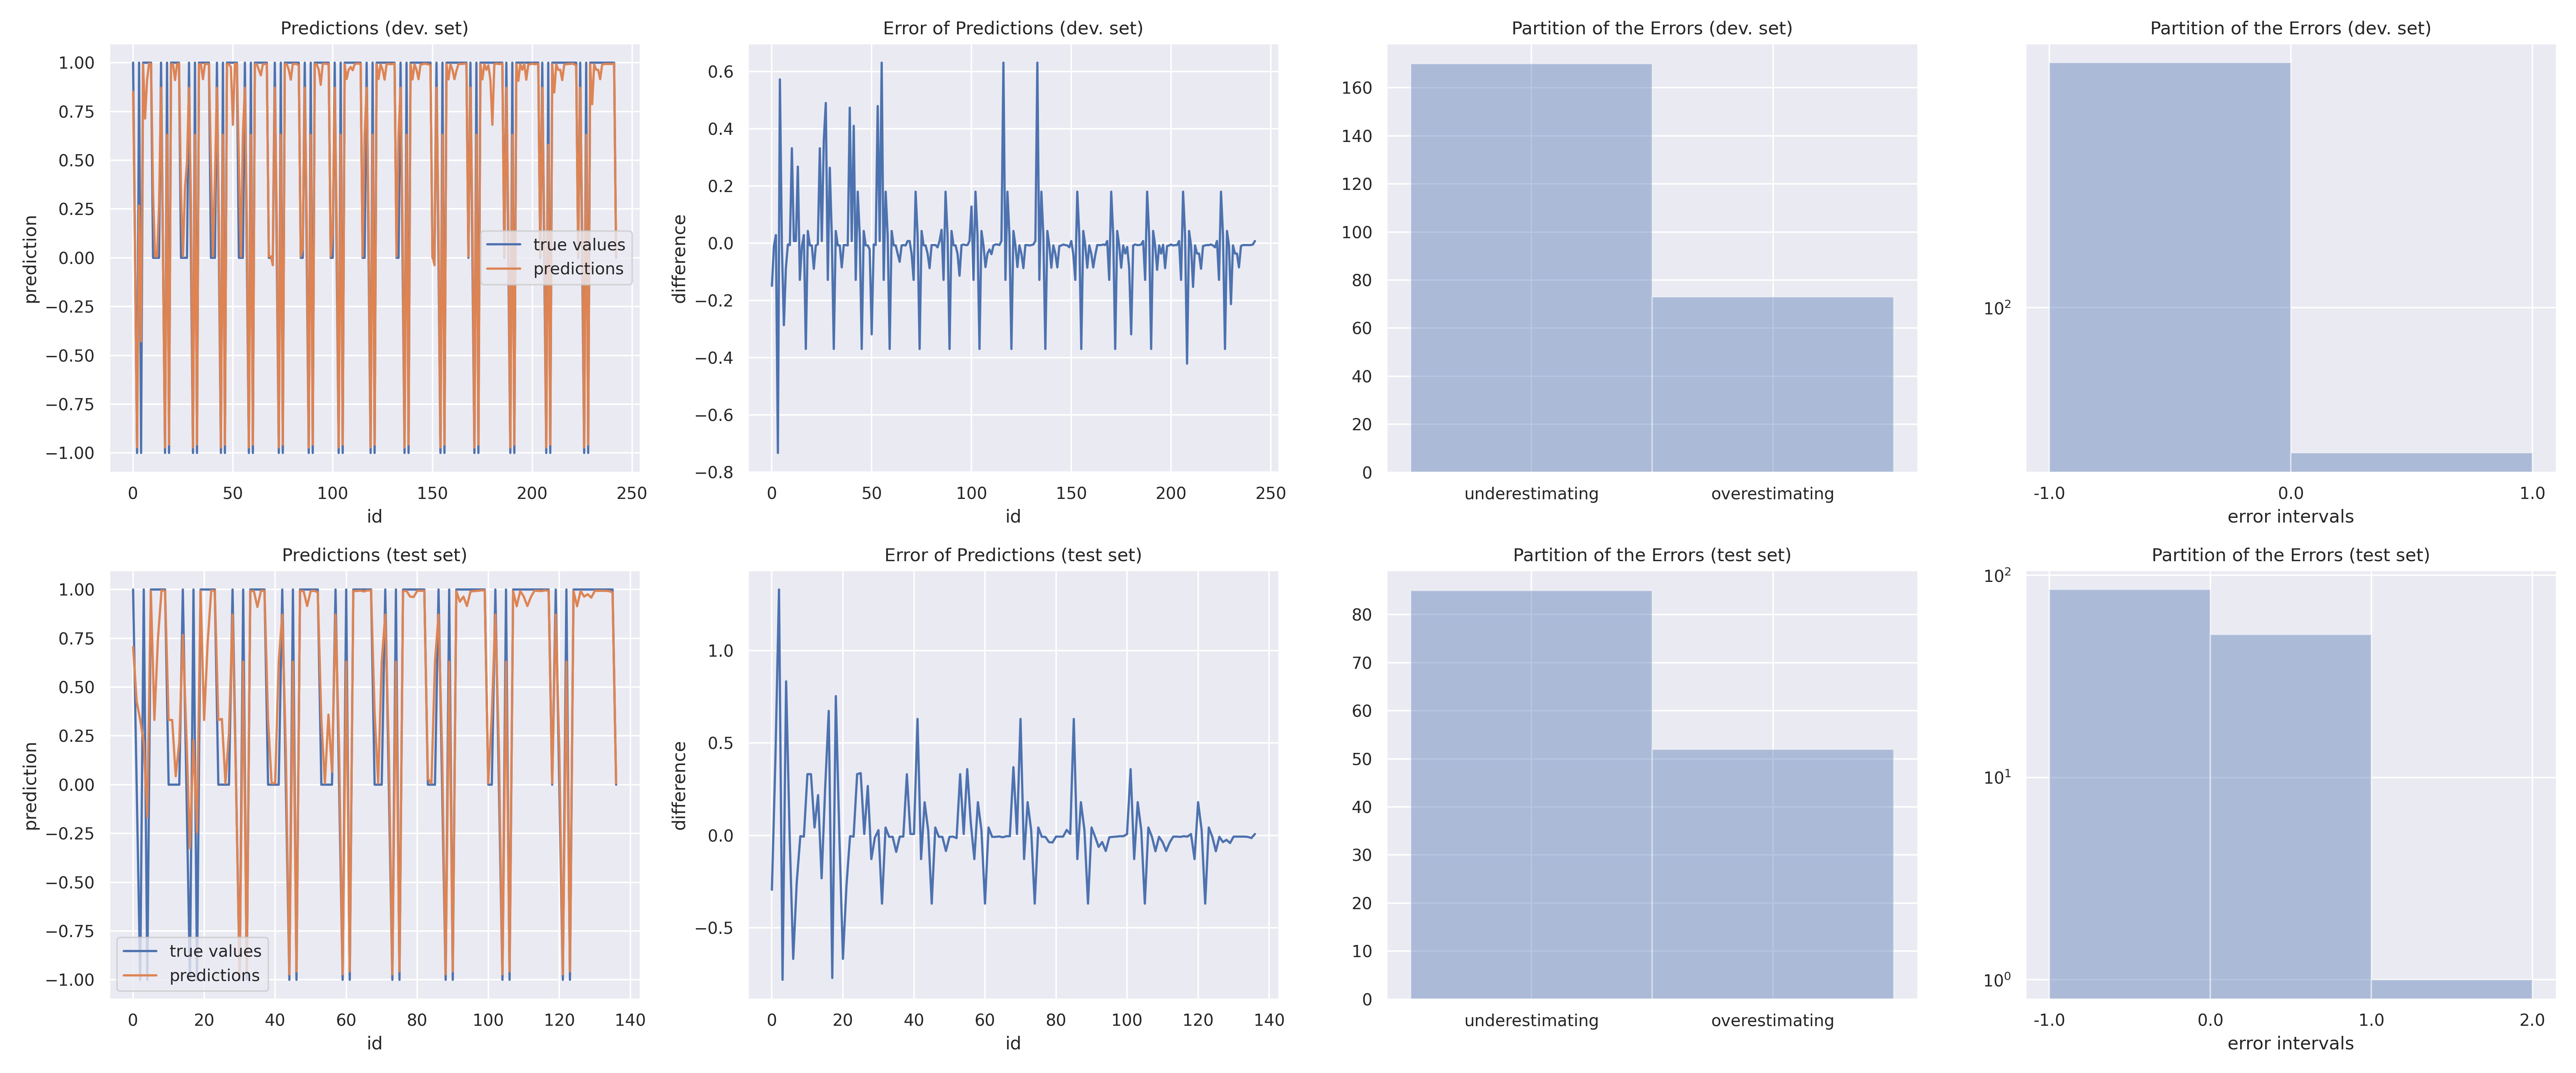 Predictions (dev. set)
1.00
0.75
0.50
0.25
0.00
−0.25
−0.50
−0.75
−1.00
prediction
true values
predictions
0 50 100 150 200 250
id
Error of Predictions (dev. set)
0.6
0.4
0.2
0.0
−0.2
−0.4
−0.6
−0.8
difference
0 50 100 150 200 250
id
Partition of the Errors (dev. set)
160
140
120
100
80
60
40
20
0
underestimating overestimating
Partition of the Errors (dev. set)
10²
-1.0 0.0 1.0
error intervals
Predictions (test set)
1.00
0.75
0.50
0.25
0.00
−0.25
−0.50
−0.75
−1.00
prediction
true values
predictions
0 20 40 60 80 100 120 140
id
Error of Predictions (test set)
1.0
0.5
0.0
−0.5
difference
0 20 40 60 80 100 120 140
id
Partition of the Errors (test set)
80
70
60
50
40
30
20
10
0
underestimating overestimating
Partition of the Errors (test set)
10²
10¹
10⁰
-1.0 0.0 1.0 2.0
error intervals